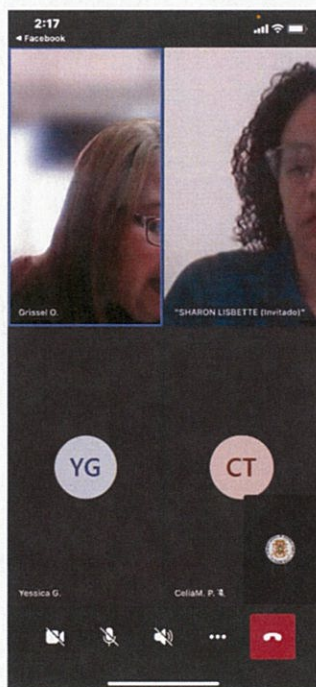 2:17
◀ Facebook
Grissel O.
"SHARON LISBETTE (Invitado)"
YG
CT
Yessica G.
CeliaM. P.